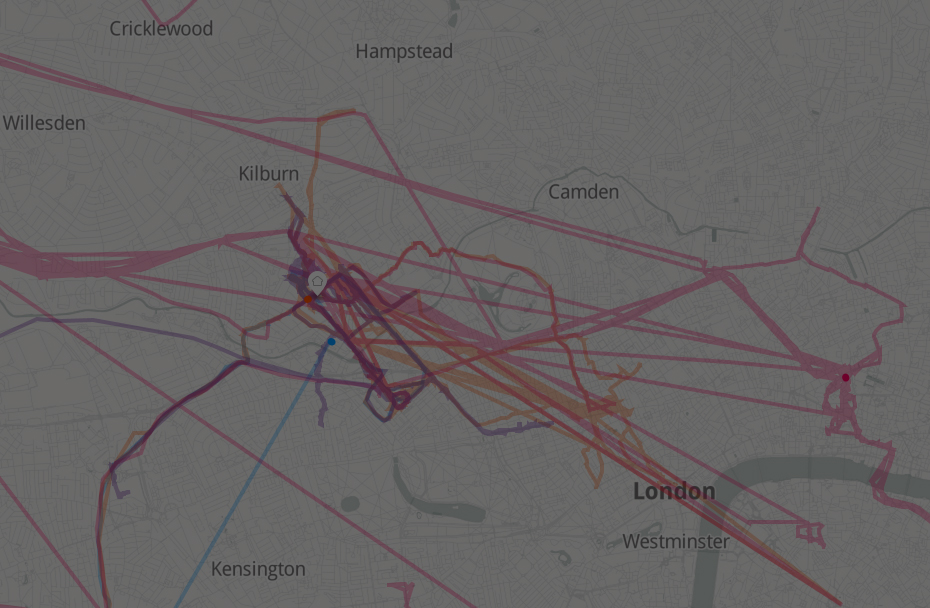 Cricklewood
Hampstead
Willesden
Kilburn
Camden
London
Westminster
Kensington